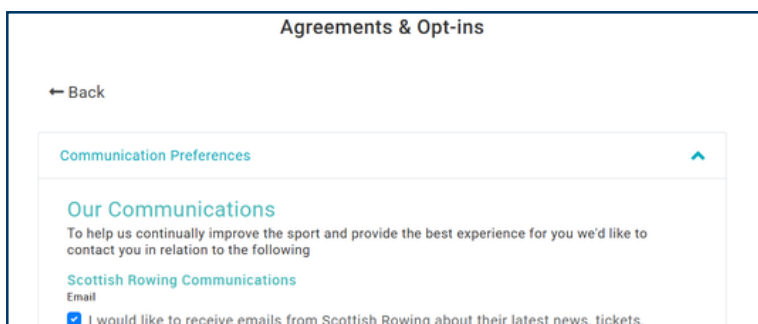 Agreements & Opt-ins
← Back
Communication Preferences
Our Communications
To help us continually improve the sport and provide the best experience for you we'd like to
contact you in relation to the following
Scottish Rowing Communications
Email
I would like to receive emails from Scottish Rowing about their latest news, tickets,